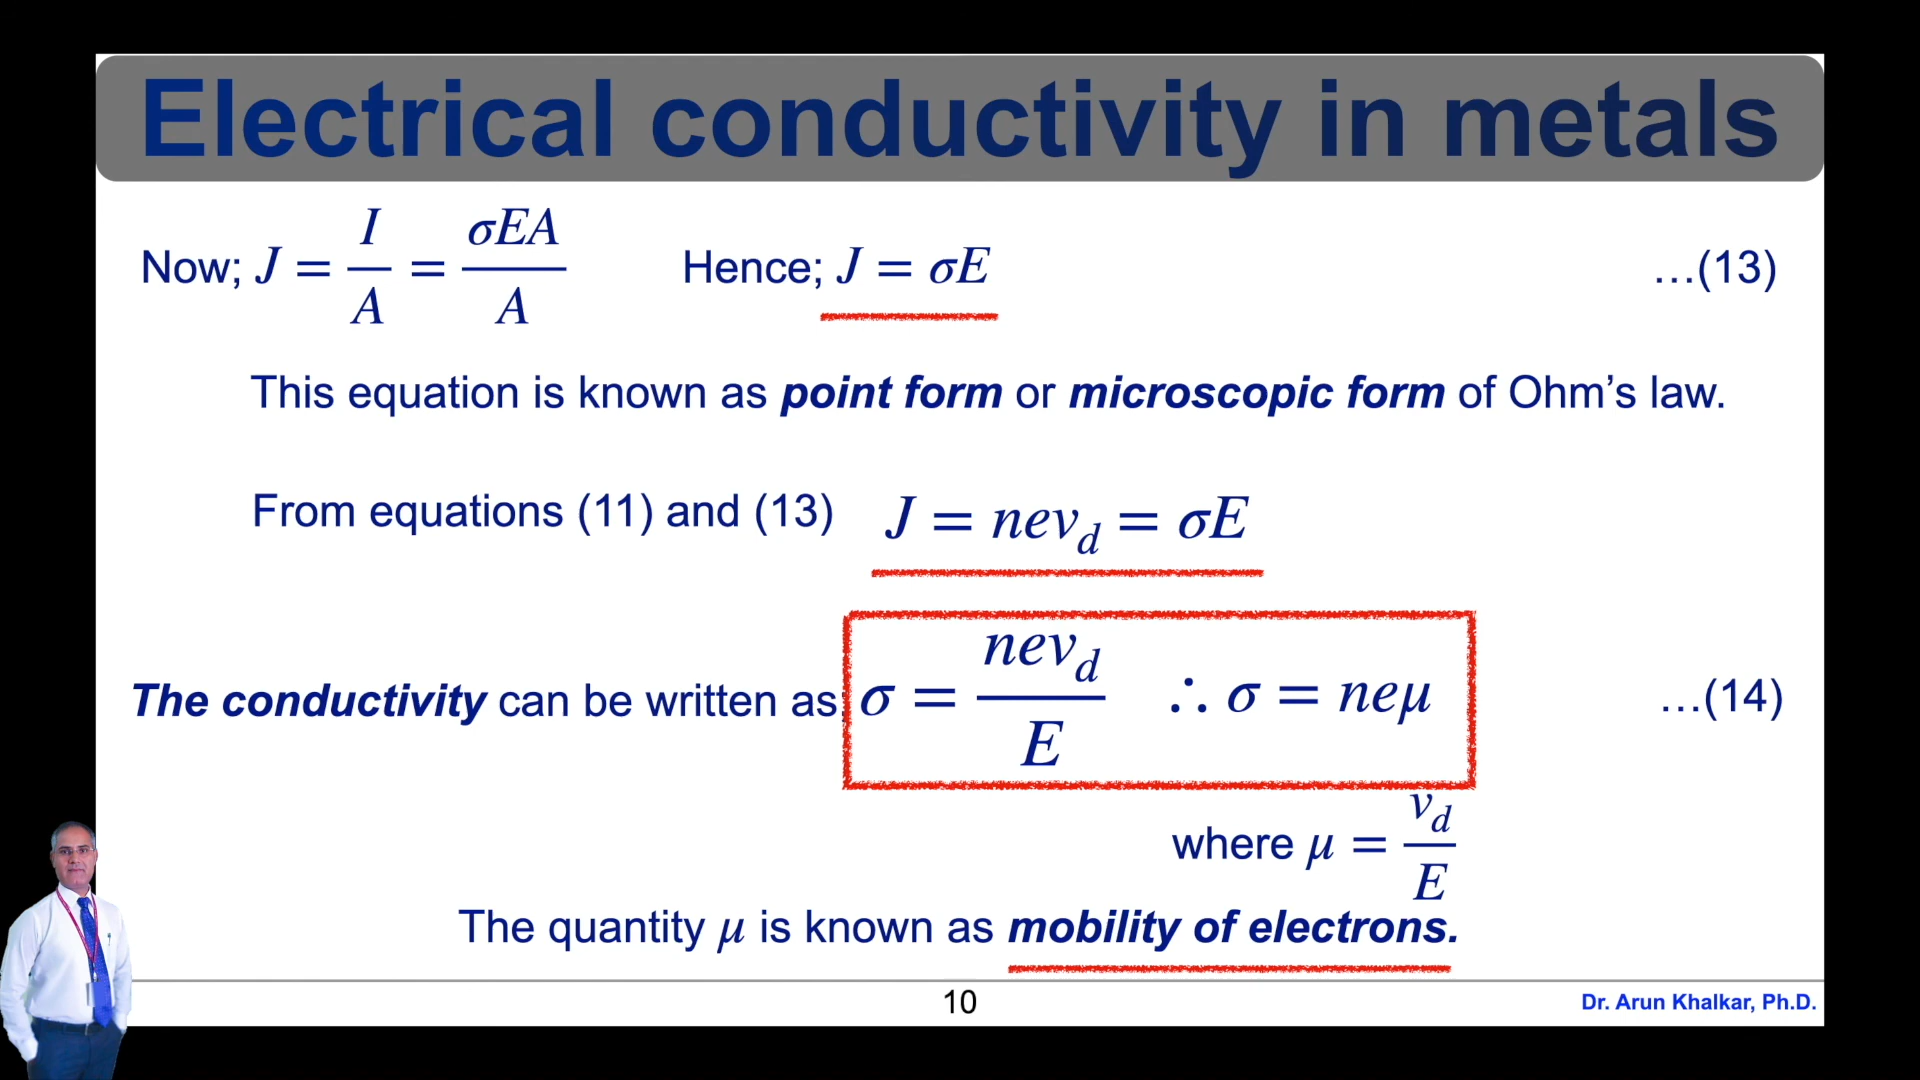 Electrical conductivity in metals
Now; J = I/A = σEA/A Hence; J = σE …(13)
This equation is known as point form or microscopic form of Ohm’s law.
From equations (11) and (13) J = nev_d = σE
The conductivity can be written as; σ = nev_d/E ∴ σ = neμ …(14)
where μ = v_d/E
The quantity μ is known as mobility of electrons.
10
Dr. Arun Khalkar, Ph.D.